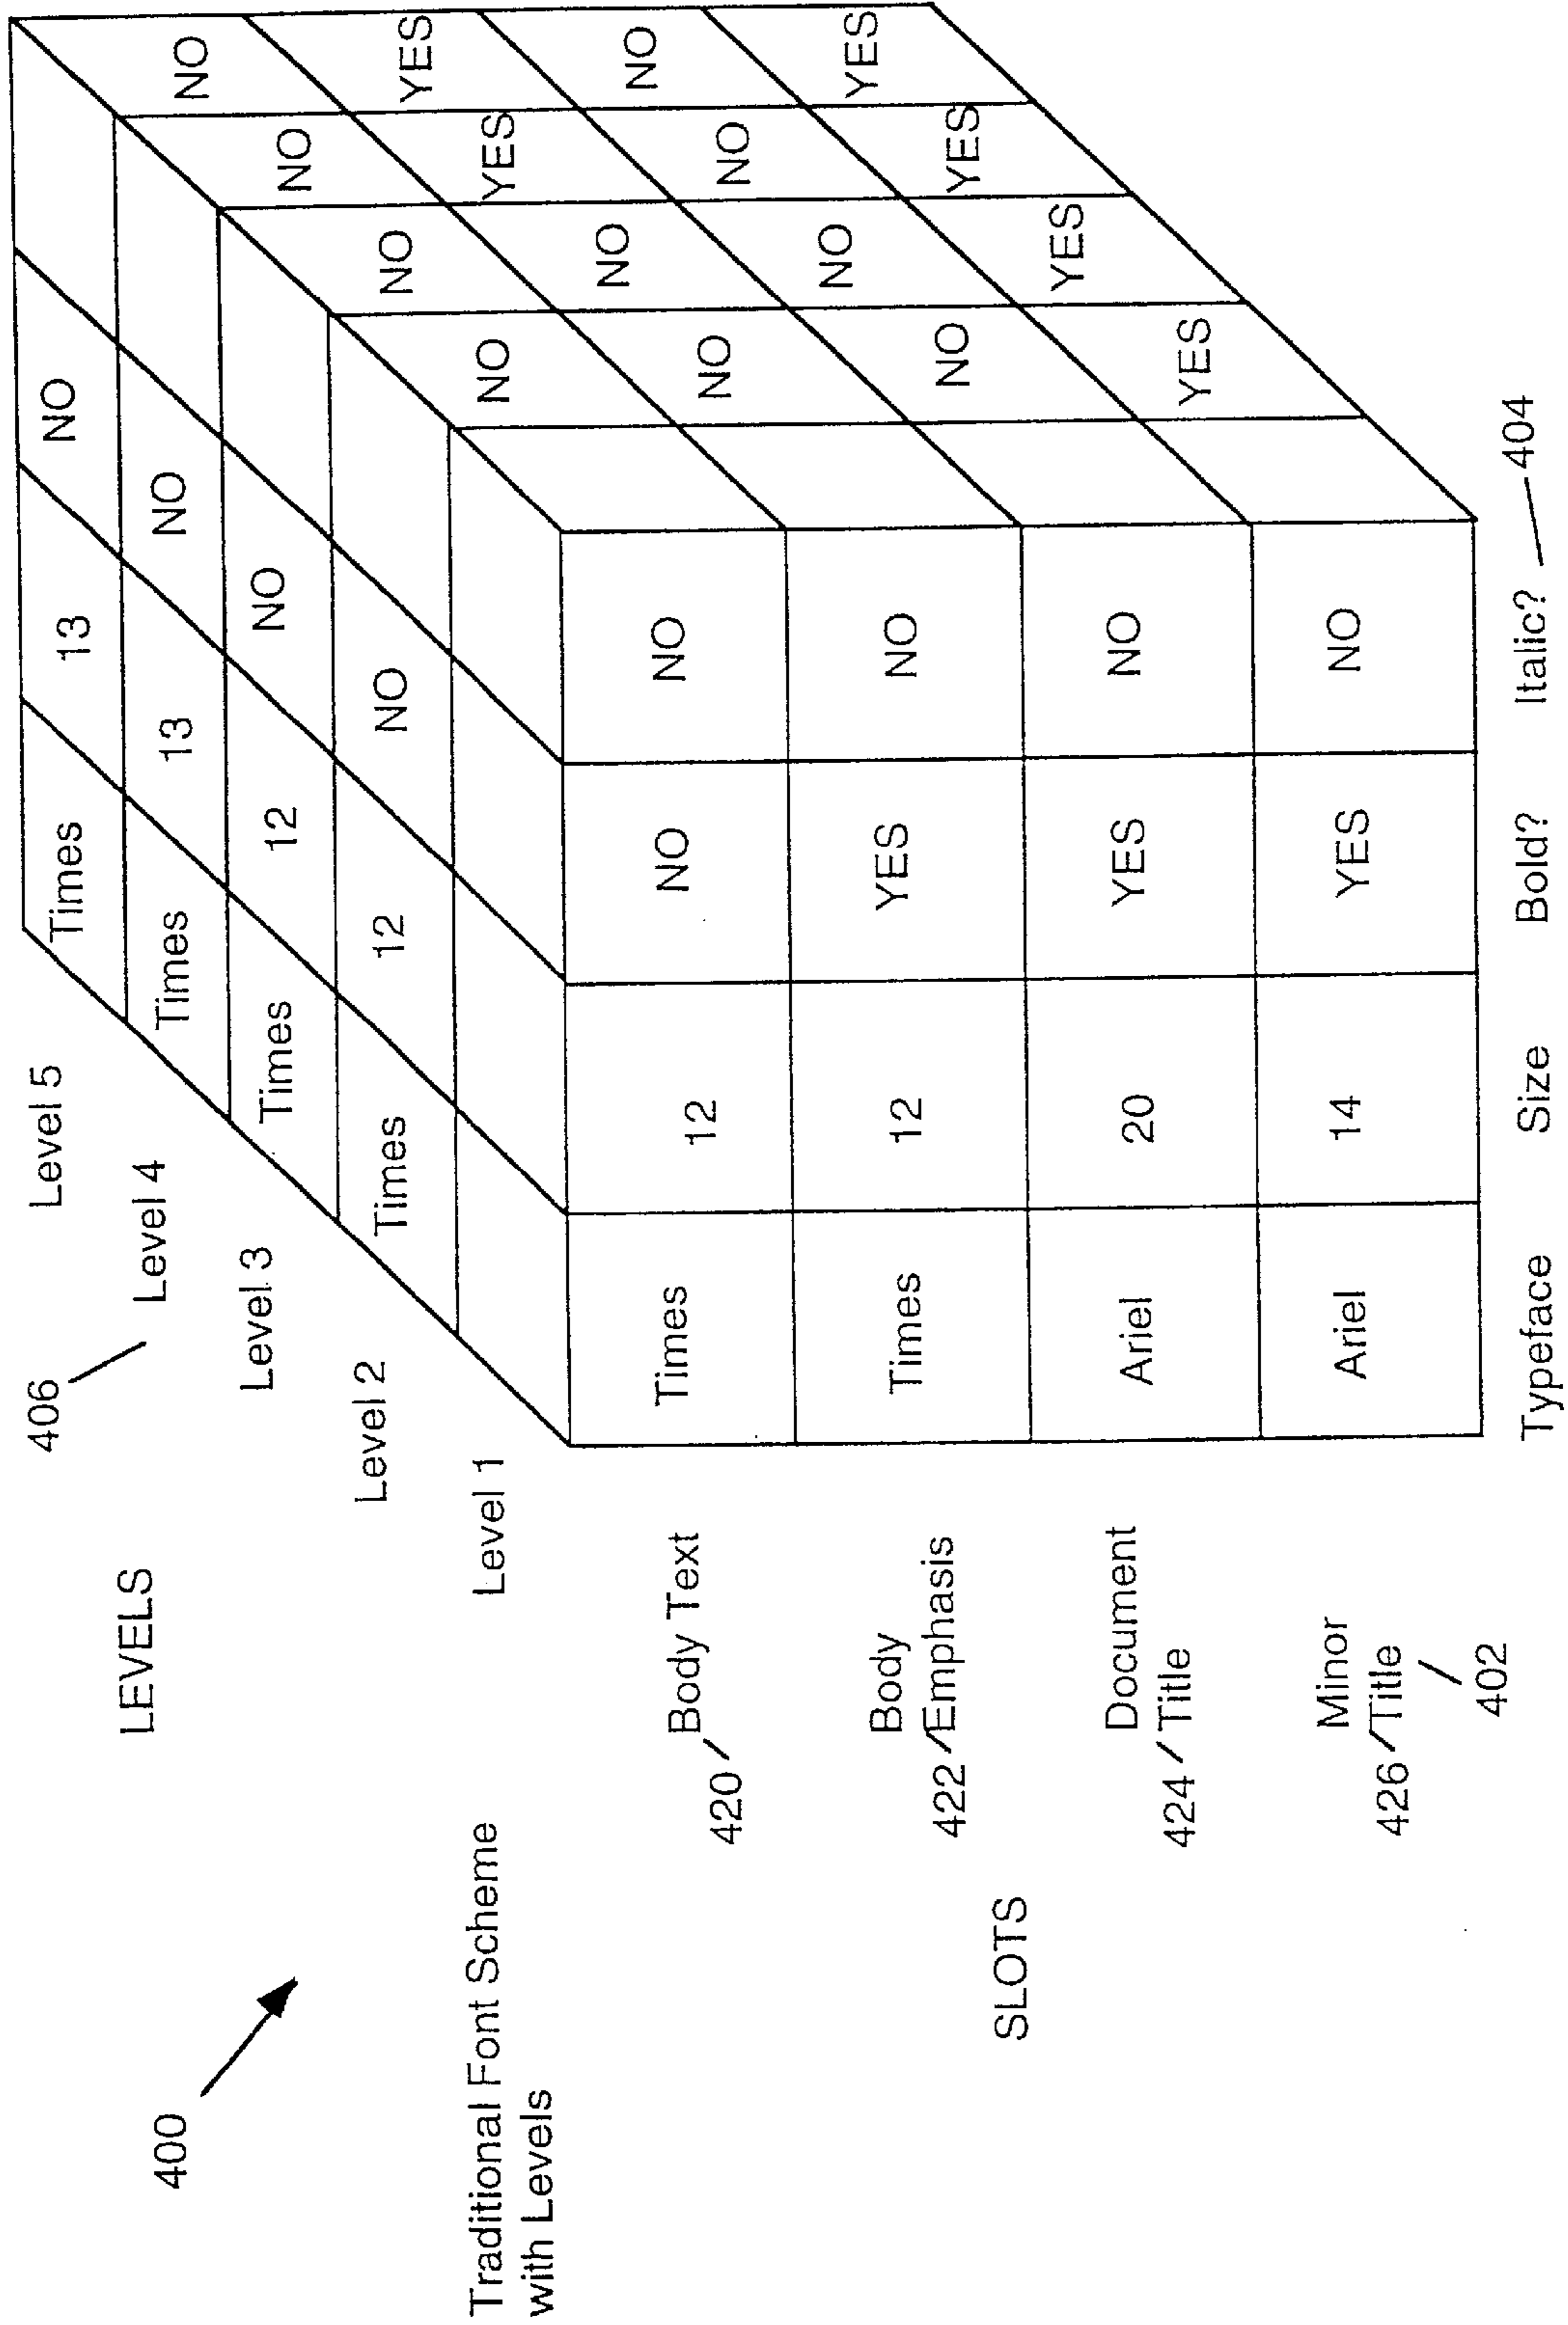 400
LEVELS
406
Level 5
Times 13 NO
Level 4
Times 13 NO NO
Level 3
Times 12 NO NO
Level 2
Times 12 NO NO
Level 1
NO
YES
YES
NO
NO
NO
NO
NO
YES
NO
NO
YES
NO
YES
YES
YES
Traditional Font Scheme
with Levels
420 Body Text
Times 12 NO NO
Body
422 Emphasis
Times 12 YES NO
SLOTS
Document
424 Title
Ariel 20 YES NO
Minor
426 Title
Ariel 14 YES NO
402
Typeface Size Bold? Italic? 404